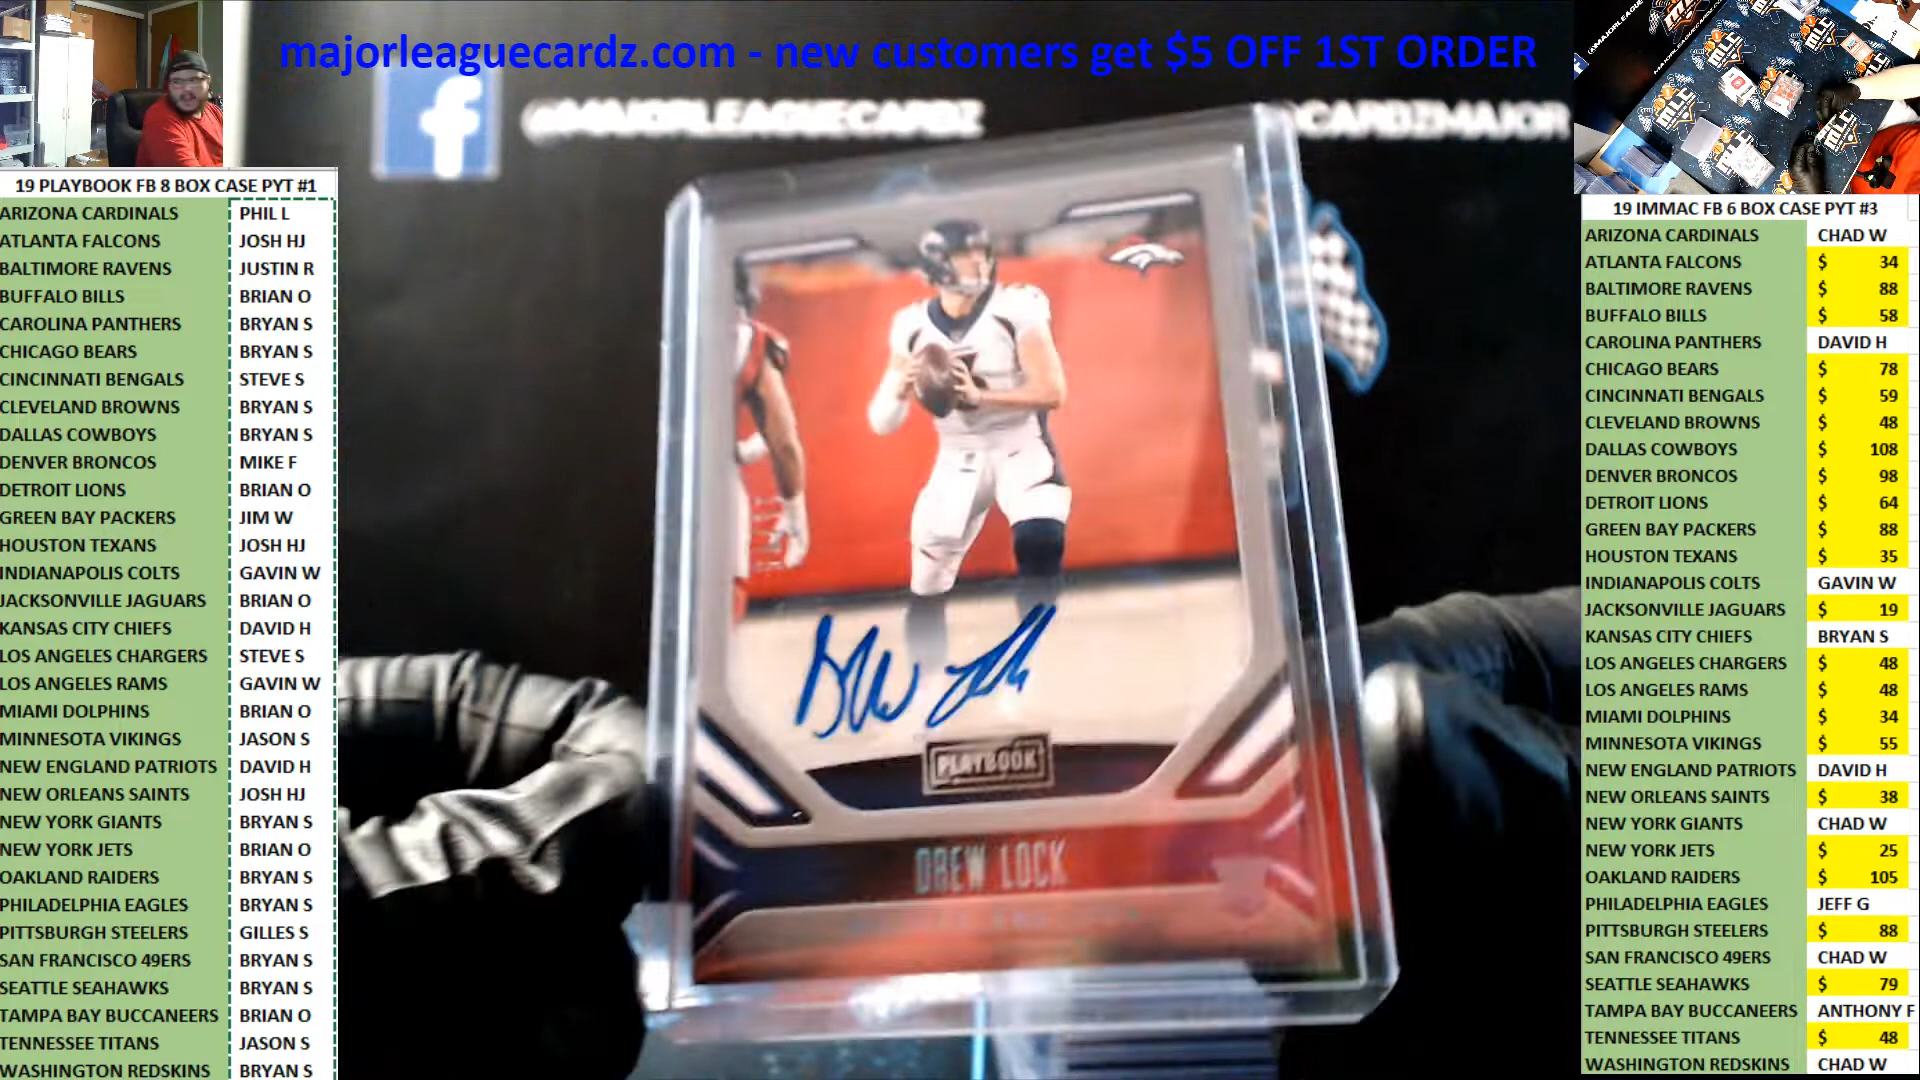 majorleaguecardz.com - new customers get $5 OFF 1ST ORDER
@MAJORLEAGUECARDZ
CARDZMAJOR
19 PLAYBOOK FB 8 BOX CASE PYT #1
ARIZONA CARDINALS PHIL L
ATLANTA FALCONS JOSH HJ
BALTIMORE RAVENS JUSTIN R
BUFFALO BILLS BRIAN O
CAROLINA PANTHERS BRYAN S
CHICAGO BEARS BRYAN S
CINCINNATI BENGALS STEVE S
CLEVELAND BROWNS BRYAN S
DALLAS COWBOYS BRYAN S
DENVER BRONCOS MIKE F
DETROIT LIONS BRIAN O
GREEN BAY PACKERS JIM W
HOUSTON TEXANS JOSH HJ
INDIANAPOLIS COLTS GAVIN W
JACKSONVILLE JAGUARS BRIAN O
KANSAS CITY CHIEFS DAVID H
LOS ANGELES CHARGERS STEVE S
LOS ANGELES RAMS GAVIN W
MIAMI DOLPHINS BRIAN O
MINNESOTA VIKINGS JASON S
NEW ENGLAND PATRIOTS DAVID H
NEW ORLEANS SAINTS JOSH HJ
NEW YORK GIANTS BRYAN S
NEW YORK JETS BRIAN O
OAKLAND RAIDERS BRYAN S
PHILADELPHIA EAGLES BRYAN S
PITTSBURGH STEELERS GILLES S
SAN FRANCISCO 49ERS BRYAN S
SEATTLE SEAHAWKS BRYAN S
TAMPA BAY BUCCANEERS BRIAN O
TENNESSEE TITANS JASON S
WASHINGTON REDSKINS BRYAN S
PLAYBOOK
DREW LOCK
MLC
MLC
MLC
MLC
19 IMMAC FB 6 BOX CASE PYT #3
ARIZONA CARDINALS CHAD W
ATLANTA FALCONS $ 34
BALTIMORE RAVENS $ 88
BUFFALO BILLS $ 58
CAROLINA PANTHERS DAVID H
CHICAGO BEARS $ 78
CINCINNATI BENGALS $ 59
CLEVELAND BROWNS $ 48
DALLAS COWBOYS $ 108
DENVER BRONCOS $ 98
DETROIT LIONS $ 64
GREEN BAY PACKERS $ 88
HOUSTON TEXANS $ 35
INDIANAPOLIS COLTS GAVIN W
JACKSONVILLE JAGUARS $ 19
KANSAS CITY CHIEFS BRYAN S
LOS ANGELES CHARGERS $ 48
LOS ANGELES RAMS $ 48
MIAMI DOLPHINS $ 34
MINNESOTA VIKINGS $ 55
NEW ENGLAND PATRIOTS DAVID H
NEW ORLEANS SAINTS $ 38
NEW YORK GIANTS CHAD W
NEW YORK JETS $ 25
OAKLAND RAIDERS $ 105
PHILADELPHIA EAGLES JEFF G
PITTSBURGH STEELERS $ 88
SAN FRANCISCO 49ERS CHAD W
SEATTLE SEAHAWKS $ 79
TAMPA BAY BUCCANEERS ANTHONY F
TENNESSEE TITANS $ 48
WASHINGTON REDSKINS CHAD W